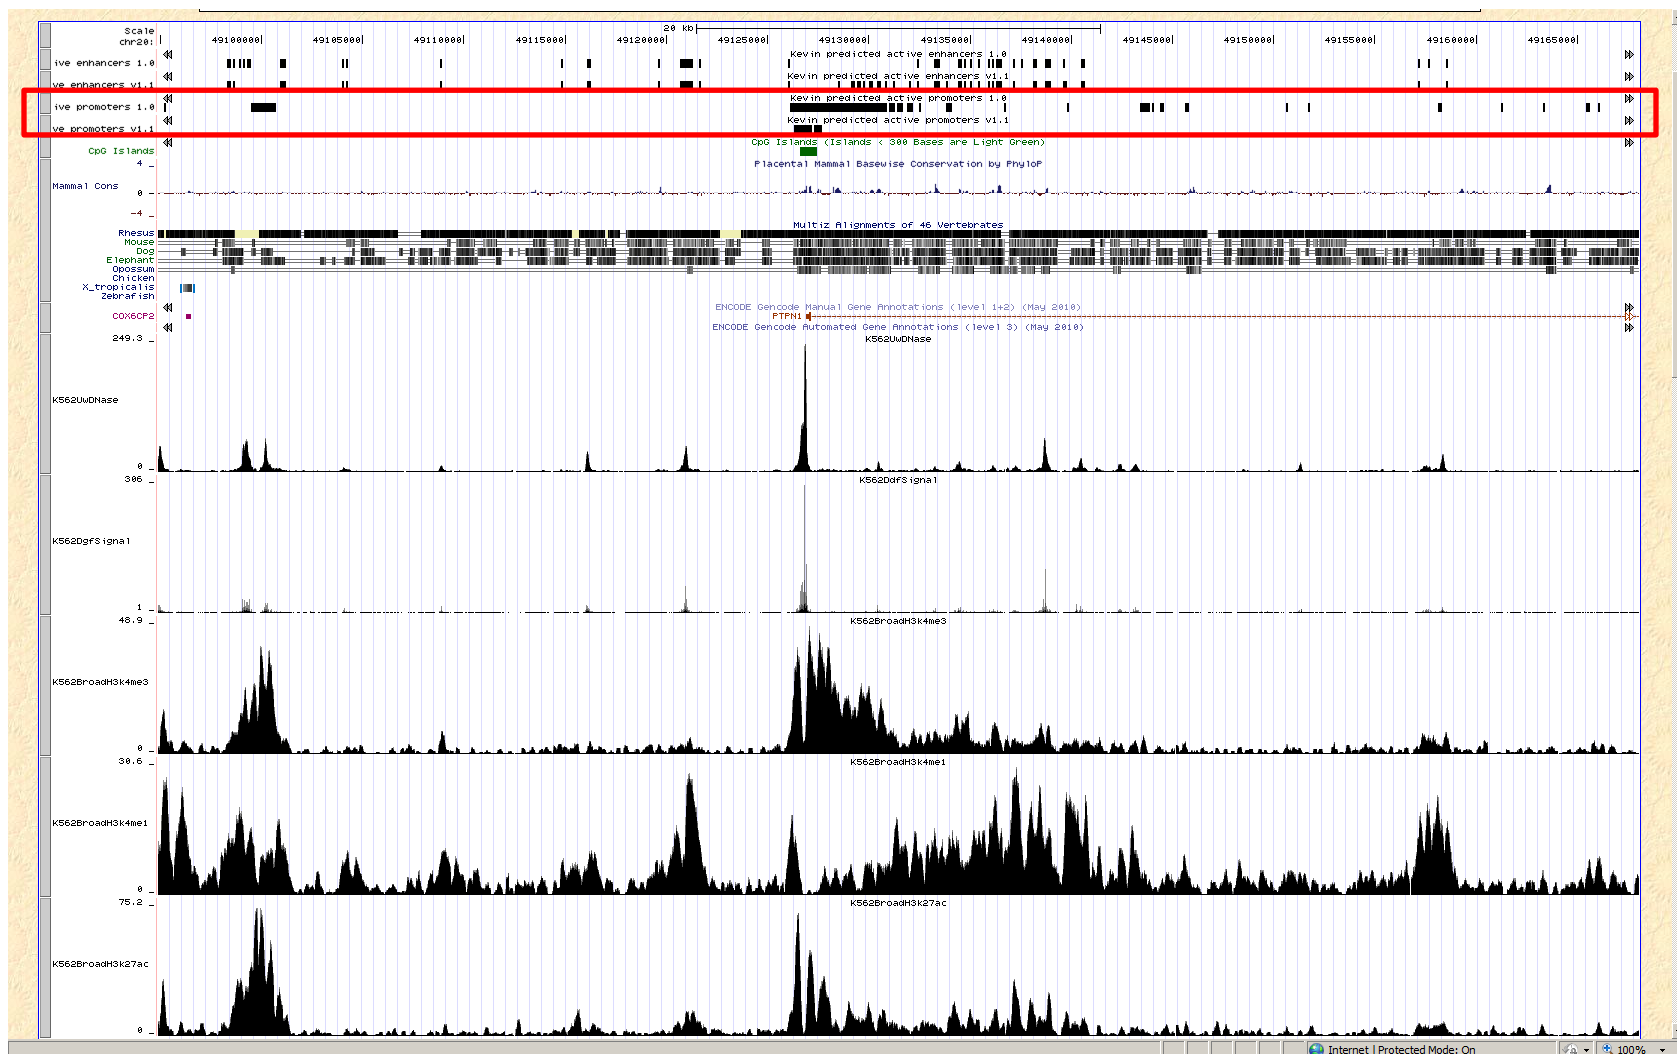 Scale 20 kb
chr20: 49100000 49105000 49110000 49115000 49120000 49125000 49130000 49135000 49140000 49145000 49150000 49155000 49160000 49165000
Kevin predicted active enhancers 1.0
ive enhancers 1.0
Kevin predicted active enhancers v1.1
ve enhancers v1.1
Kevin predicted active promoters 1.0
ive promoters 1.0
Kevin predicted active promoters v1.1
ve promoters v1.1
CpG Islands (Islands < 300 Bases are Light Green)
CpG Islands
Placental Mammal Basewise Conservation by PhyloP
4 _
Mammal Cons
0 _
-4 _
Multiz Alignments of 46 Vertebrates
Rhesus
Mouse
Dog
Elephant
Opossum
Chicken
X_tropicalis
Zebrafish
ENCODE Gencode Manual Gene Annotations (level 1+2) (May 2010)
COX6CP2 PTPN1
ENCODE Gencode Automated Gene Annotations (level 3) (May 2010)
K562UwDNase
249.3 _
K562UwDNase
0 _
K562DdfSignal
306 _
K562DgfSignal
1 _
K562BroadH3k4me3
48.9 _
K562BroadH3k4me3
0 _
K562BroadH3k4me1
30.6 _
K562BroadH3k4me1
0 _
K562BroadH3k27ac
75.2 _
K562BroadH3k27ac
0 _
Internet | Protected Mode: On 100%